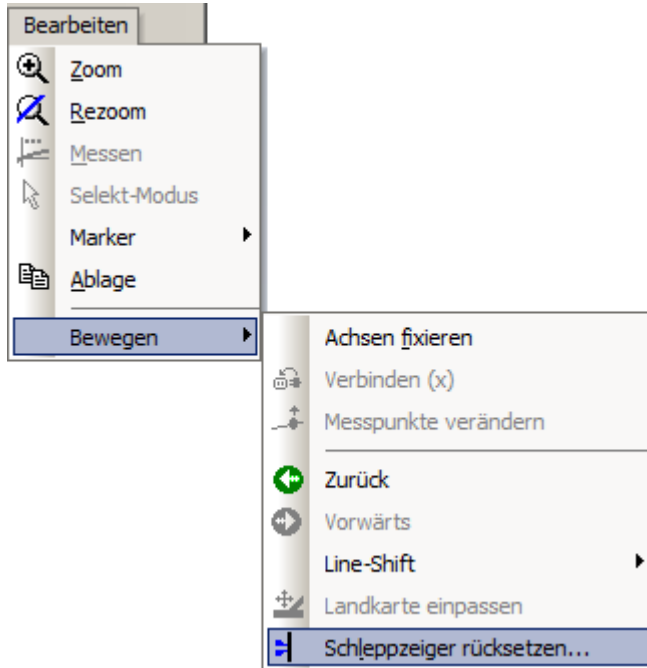 Bearbeiten
Zoom
Rezoom
Messen
Selekt-Modus
Marker
Ablage
Bewegen
Achsen fixieren
Verbinden (x)
Messpunkte verändern
Zurück
Vorwärts
Line-Shift
Landkarte einpassen
Schleppzeiger rücksetzen...